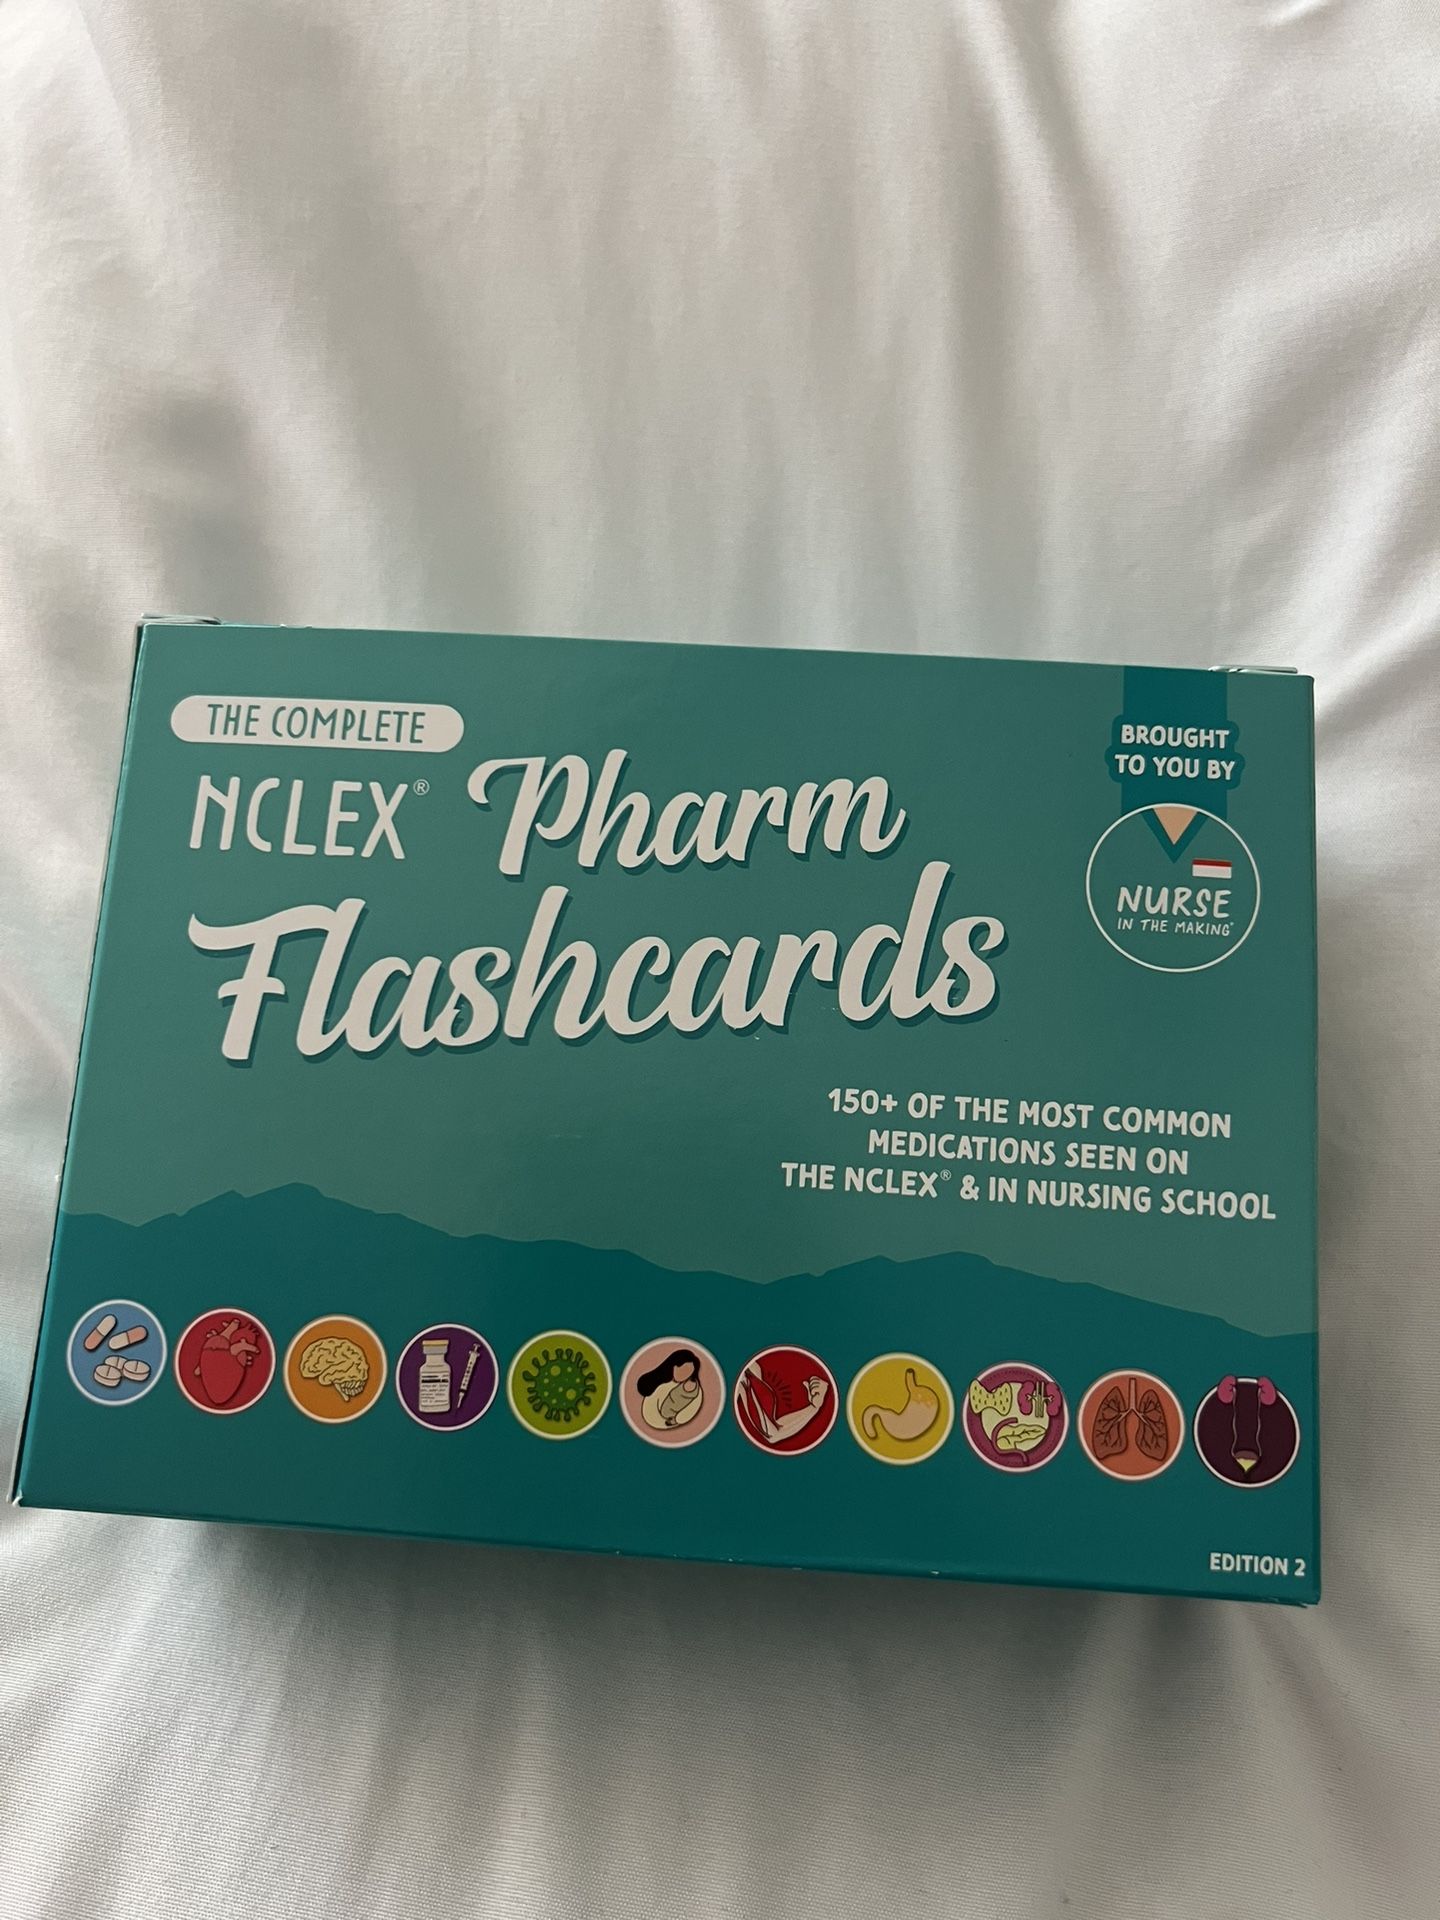 THE COMPLETE
NCLEX® Pharm
Flashcards
BROUGHT
TO YOU BY
NURSE
IN THE MAKING®
150+ OF THE MOST COMMON
MEDICATIONS SEEN ON
THE NCLEX® & IN NURSING SCHOOL
EDITION 2